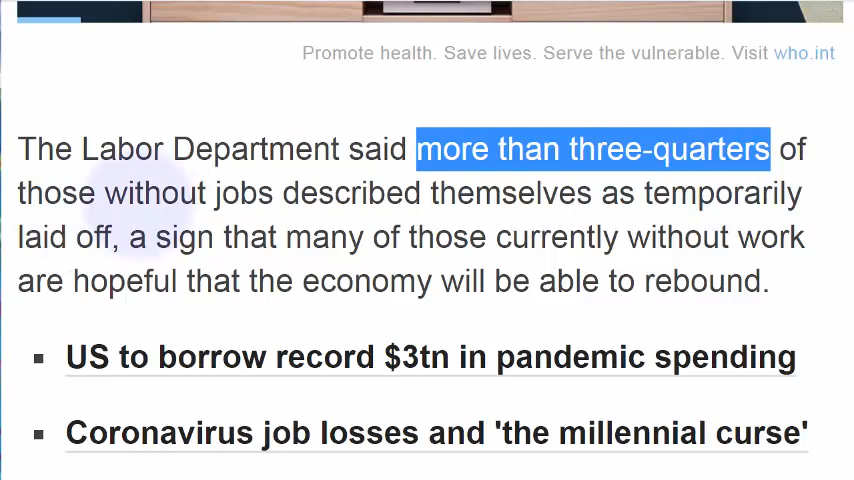 Promote health. Save lives. Serve the vulnerable. Visit who.int
The Labor Department said more than three-quarters of
those without jobs described themselves as temporarily
laid off, a sign that many of those currently without work
are hopeful that the economy will be able to rebound.
US to borrow record $3tn in pandemic spending
Coronavirus job losses and 'the millennial curse'